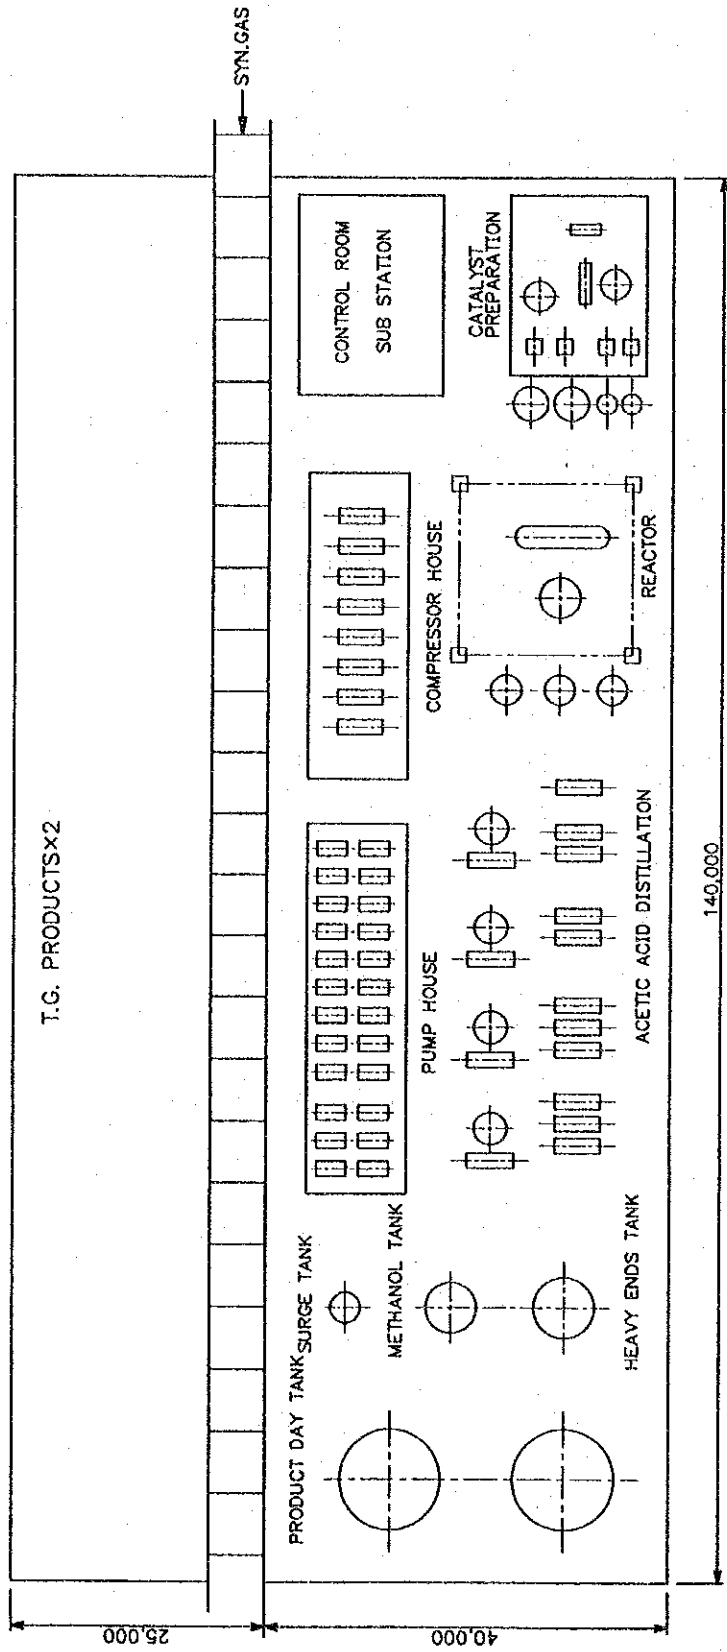 T.G. PRODUCTS×2
SYN.GAS
CONTROL ROOM
SUB STATION
CATALYST
PREPARATION
COMPRESSOR HOUSE
REACTOR
PUMP HOUSE
ACETIC ACID DISTILLATION
SURGE TANK
METHANOL TANK
HEAVY ENDS TANK
PRODUCT DAY TANK
25,000
40,000
140,000